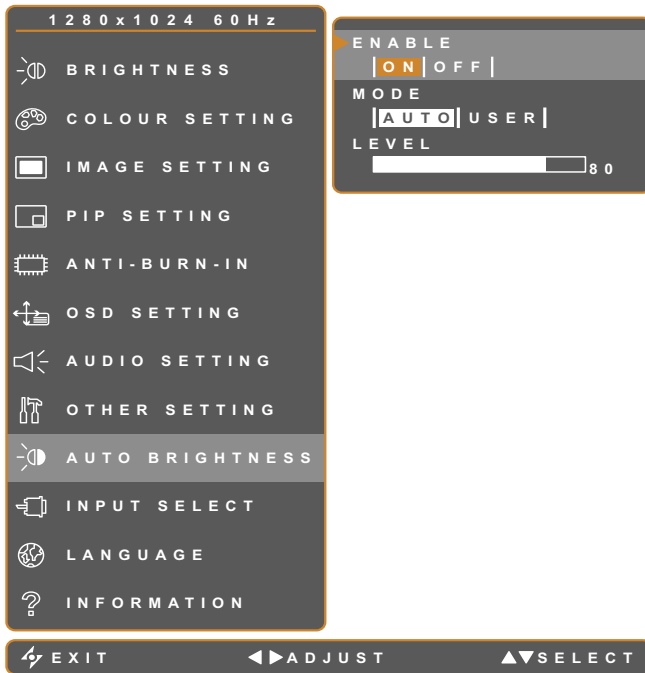 1280x1024 60Hz
BRIGHTNESS
COLOUR SETTING
IMAGE SETTING
PIP SETTING
ANTI-BURN-IN
OSD SETTING
AUDIO SETTING
OTHER SETTING
AUTO BRIGHTNESS
INPUT SELECT
LANGUAGE
INFORMATION
ENABLE
ON OFF
MODE
AUTO USER
LEVEL
80
EXIT ADJUST SELECT